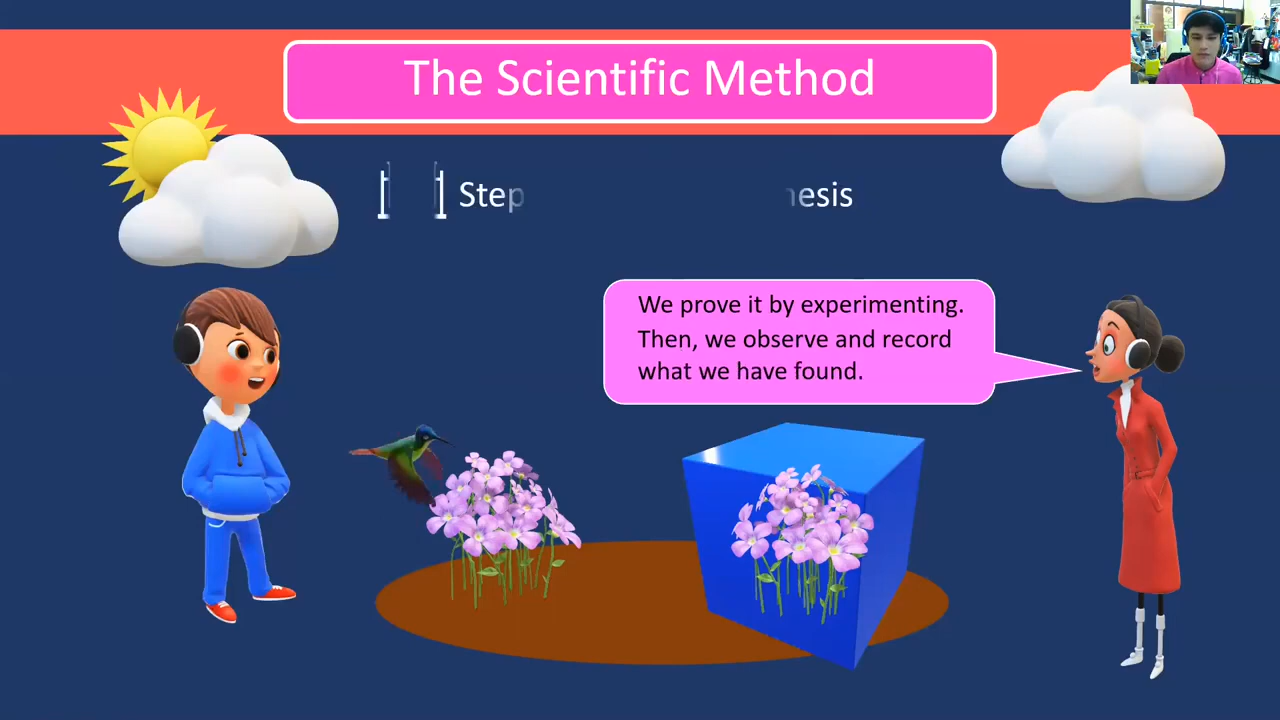 The Scientific Method
Step
esis
We prove it by experimenting.
Then, we observe and record
what we have found.